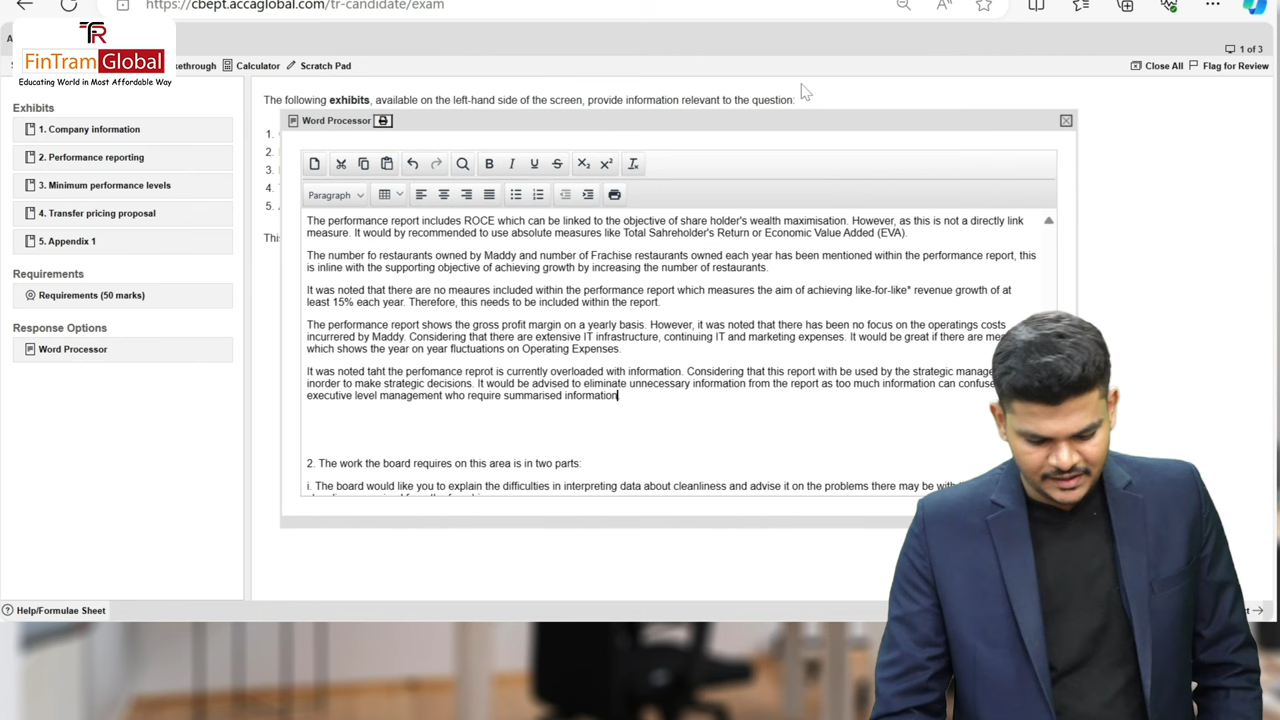 https://cbept.accaglobal.com/tr-candidate/exam
FinTram Global
Educating World in Most Affordable Way
1 of 3
Calculator
Scratch Pad
Close All
Flag for Review
Exhibits
1. Company information
2. Performance reporting
3. Minimum performance levels
4. Transfer pricing proposal
5. Appendix 1
Requirements
Requirements (50 marks)
Response Options
Word Processor
The following exhibits, available on the left-hand side of the screen, provide information relevant to the question:
1.
2.
3.
4.
5.
Word Processor
Paragraph
The performance report includes ROCE which can be linked to the objective of share holder's wealth maximisation. However, as this is not a directly link
measure. It would by recommended to use absolute measures like Total Sahreholder's Return or Economic Value Added (EVA).
The number fo restaurants owned by Maddy and number of Frachise restaurants owned each year has been mentioned within the performance report, this
is inline with the supporting objective of achieving growth by increasing the number of restaurants.
It was noted that there are no meaures included within the performance report which measures the aim of achieving like-for-like* revenue growth of at
least 15% each year. Therefore, this needs to be included within the report.
The performance report shows the gross profit margin on a yearly basis. However, it was noted that there has been no focus on the operatings costs
incurred by Maddy. Considering that there are extensive IT infrastructure, continuing IT and marketing expenses. It would be great if there are
which shows the year on year fluctuations on Operating Expenses.
It was noted taht the perfomance reprot is currently overloaded with information. Considering that this report with be used by the strategic
inorder to make strategic decisions. It would be advised to eliminate unnecessary information from the report as too much information can confuse
executive level management who require summarised information
2. The work the board requires on this area is in two parts:
i. The board would like you to explain the difficulties in interpreting data about cleanliness and advise it on the problems there may be
Help/Formulae Sheet